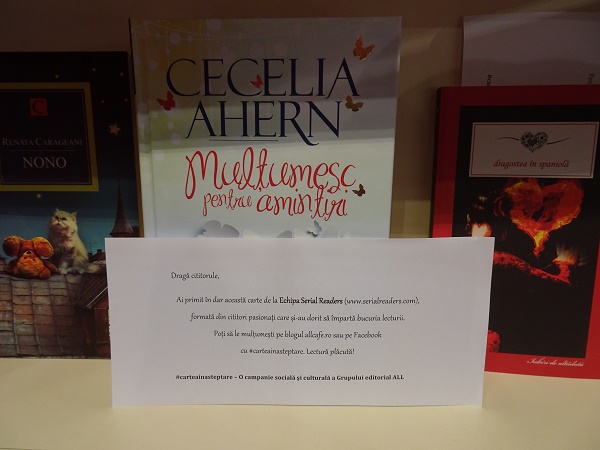 CECELIA
AHERN
Mulțumesc
pentru amintiri
C
RENATA CARAGEANI
NONO
dragostea în spaniolă
Iubiri de altădată
Dragă cititorule,
Ai primit în dar această carte de la Echipa Serial Readers (www.serialreaders.com),
formată din cititori pasionați care și-au dorit să împartă bucuria lecturii.
Poți să le mulțumești pe blogul allcafe.ro sau pe Facebook
cu #carteainasteptare. Lectură plăcută!
#carteainasteptare – O campanie socială și culturală a Grupului editorial ALL